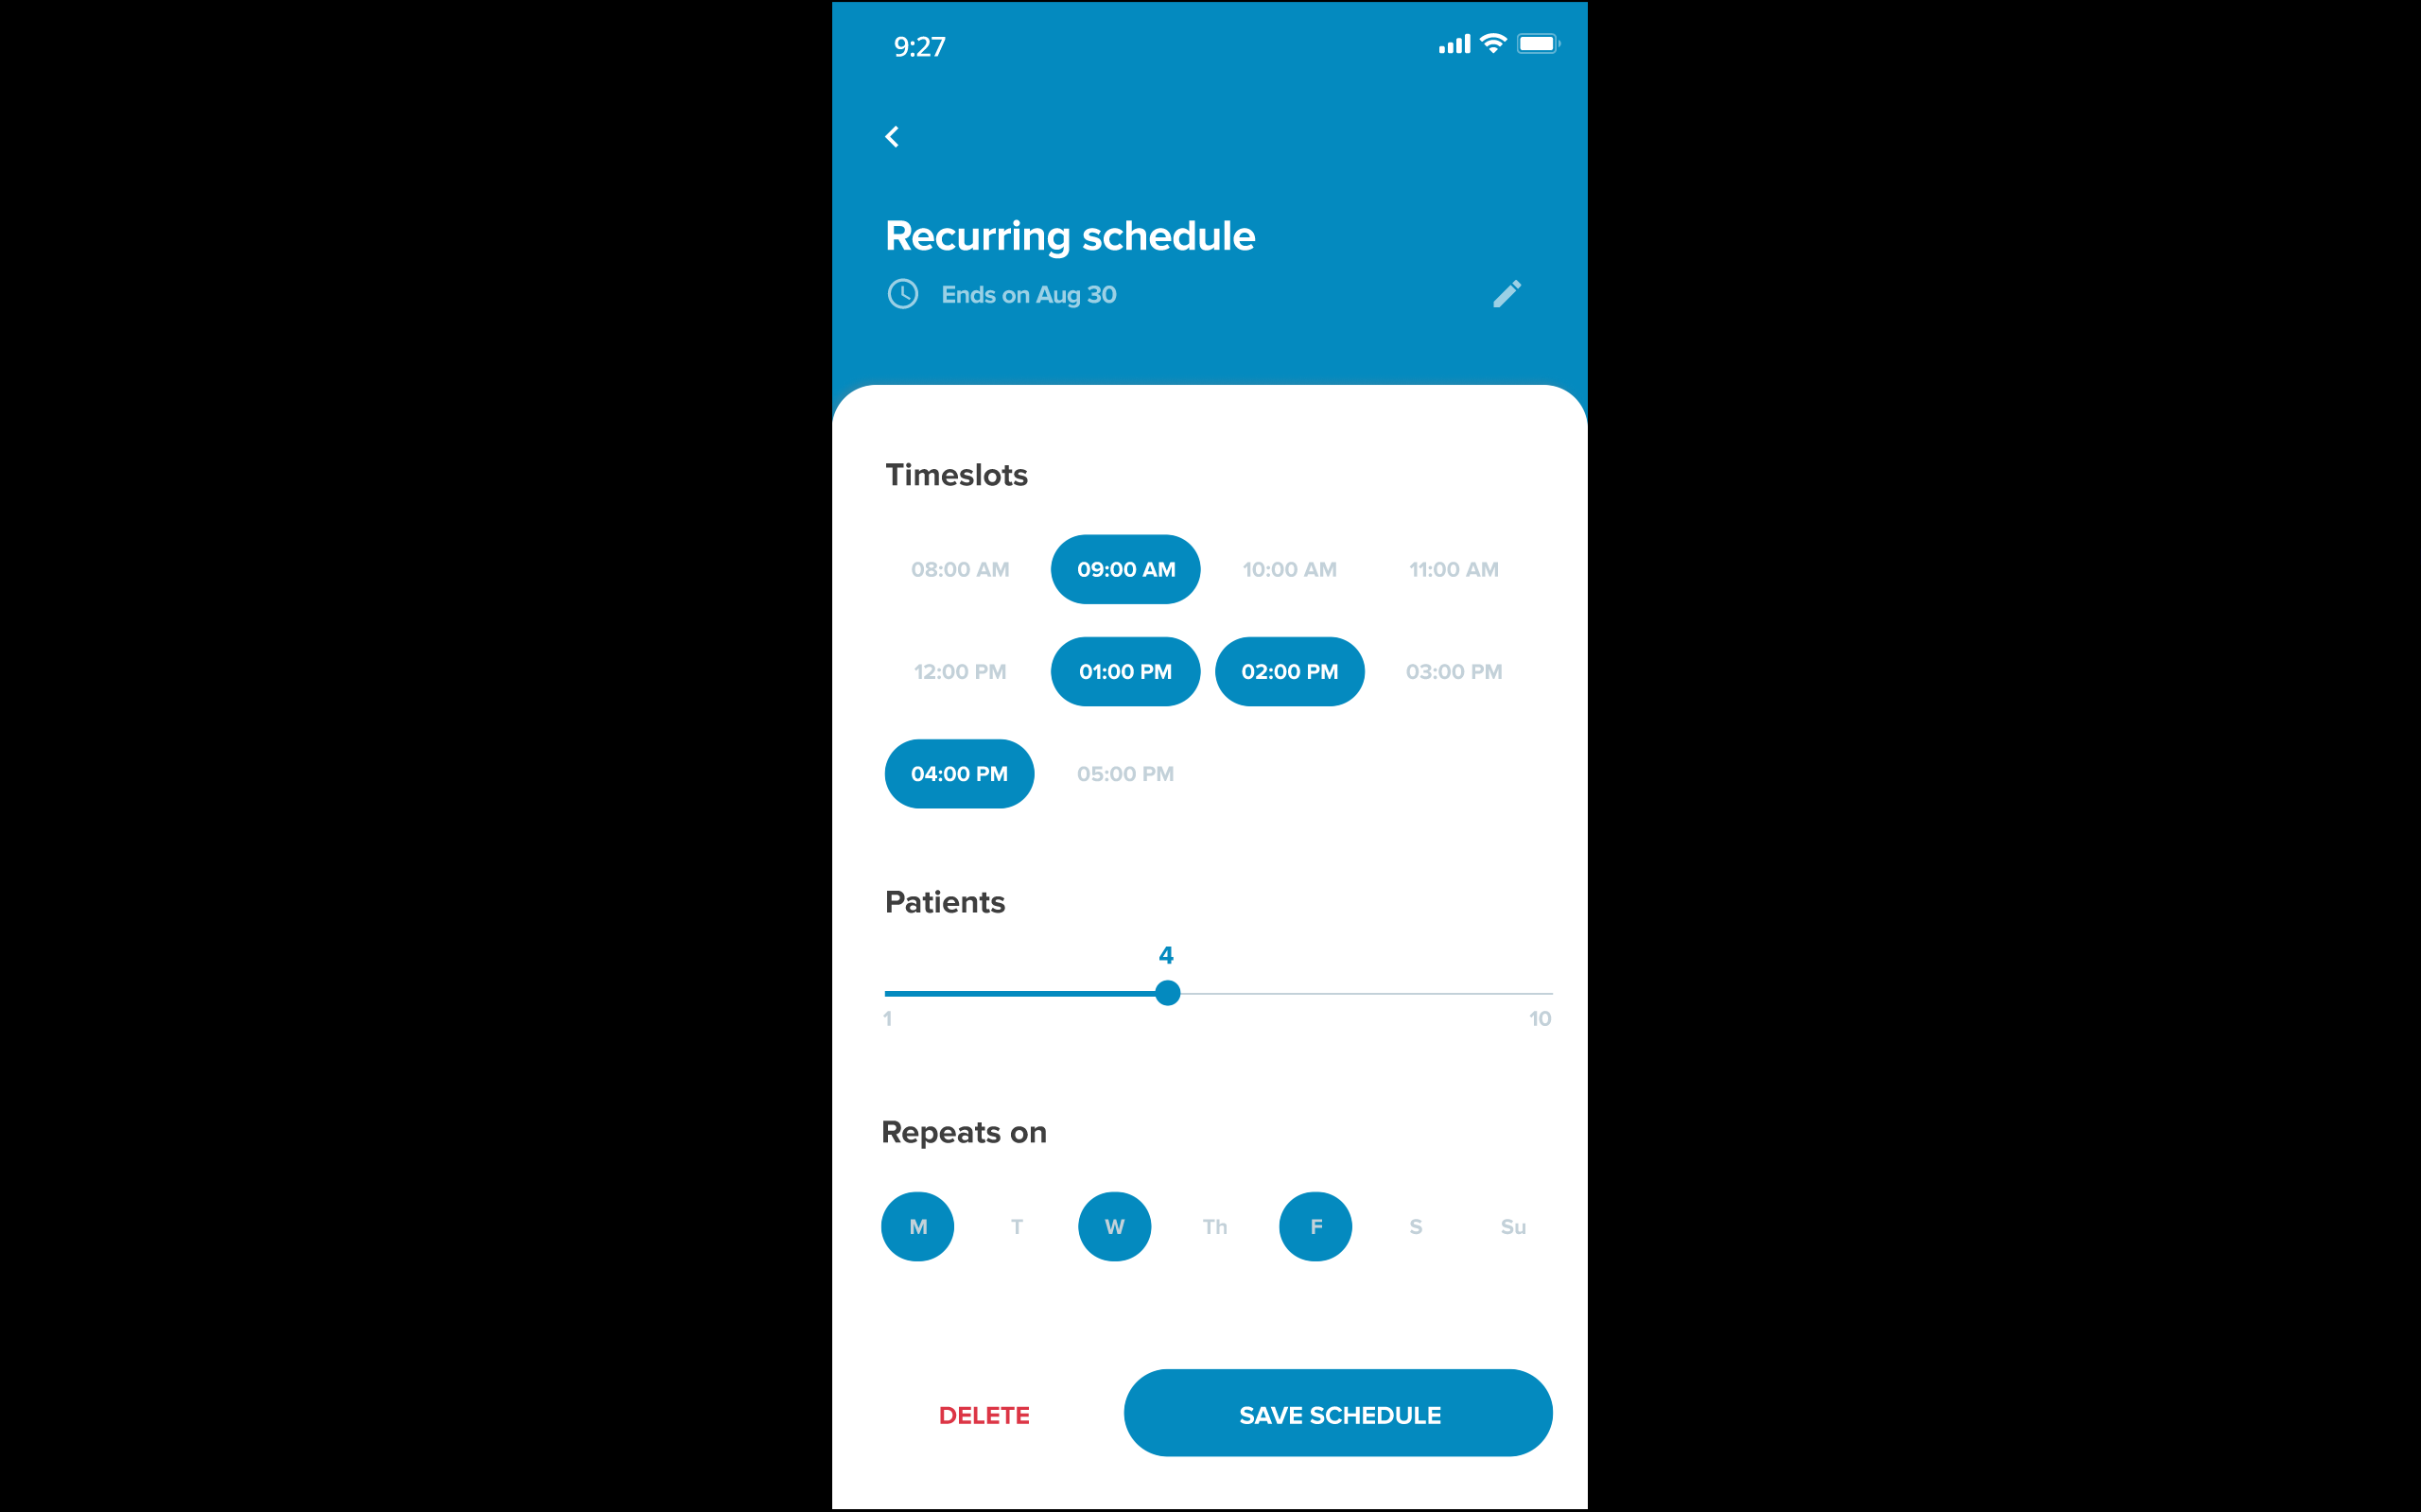 9:27
Recurring schedule
Ends on Aug 30
Timeslots
08:00 AM 09:00 AM 10:00 AM 11:00 AM
12:00 PM 01:00 PM 02:00 PM 03:00 PM
04:00 PM 05:00 PM
Patients
4
1 10
Repeats on
M T W Th F S Su
DELETE SAVE SCHEDULE